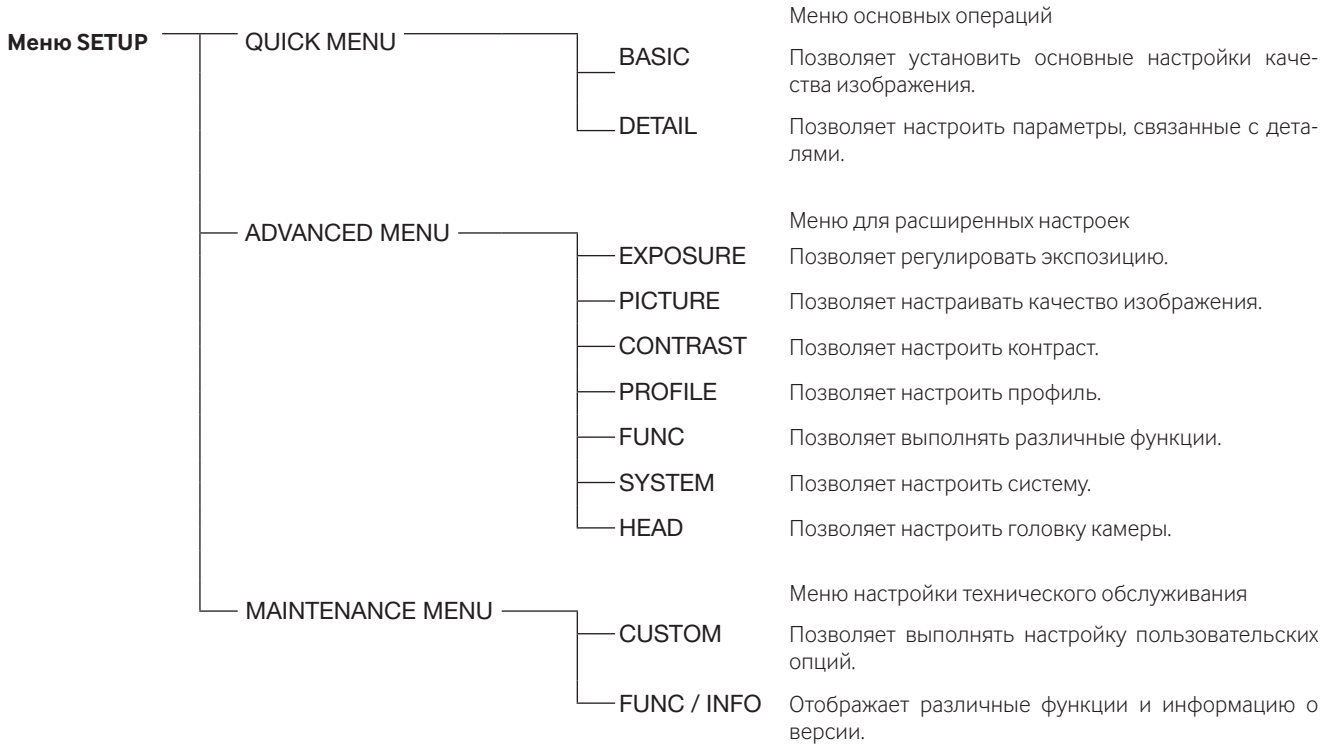 Меню основных операций
Меню SETUP QUICK MENU
BASIC Позволяет установить основные настройки каче-
ства изображения.
DETAIL Позволяет настроить параметры, связанные с дета-
лями.
Меню для расширенных настроек
ADVANCED MENU
EXPOSURE Позволяет регулировать экспозицию.
PICTURE Позволяет настраивать качество изображения.
CONTRAST Позволяет настроить контраст.
PROFILE Позволяет настроить профиль.
FUNC Позволяет выполнять различные функции.
SYSTEM Позволяет настроить систему.
HEAD Позволяет настроить головку камеры.
Меню настройки технического обслуживания
MAINTENANCE MENU
CUSTOM Позволяет выполнять настройку пользовательских
опций.
FUNC / INFO Отображает различные функции и информацию о
версии.